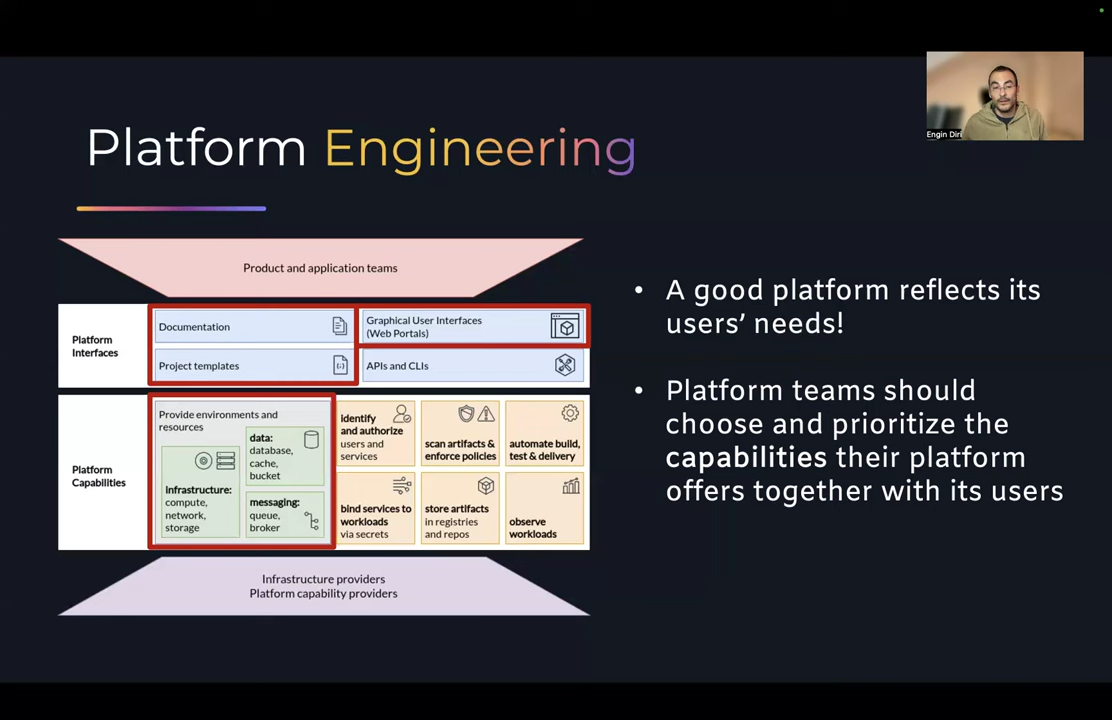 Engin Diri
Platform Engineering
Product and application teams
Platform
Interfaces
Documentation
Graphical User Interfaces
(Web Portals)
Project templates
APIs and CLIs
Platform
Capabilities
Provide environments and
resources
infrastructure:
compute,
network,
storage
data:
database,
cache,
bucket
messaging:
queue,
broker
identify
and authorize
users and
services
scan artifacts &
enforce policies
automate build,
test & delivery
bind services to
workloads
via secrets
store artifacts
in registries
and repos
observe
workloads
Infrastructure providers
Platform capability providers
• A good platform reflects its
users’ needs!
• Platform teams should
choose and prioritize the
capabilities their platform
offers together with its users